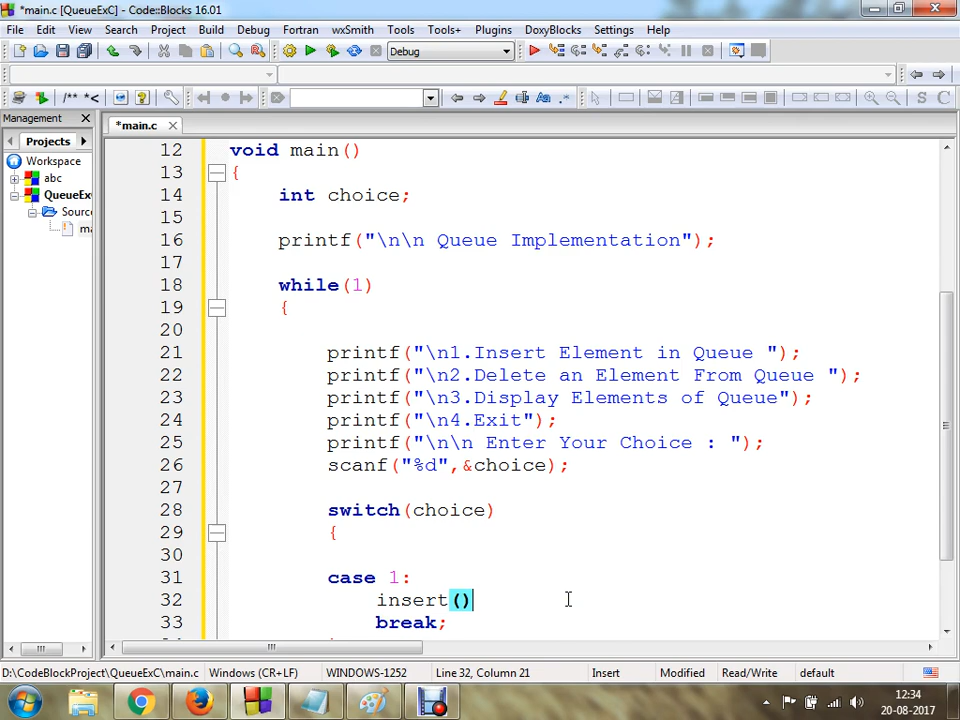 *main.c [QueueExC] - Code::Blocks 16.01
File Edit View Search Project Build Debug Fortran wxSmith Tools Tools+ Plugins DoxyBlocks Settings Help
Debug
/** *<
S C
Management
*main.c
Projects
Workspace
abc
QueueEx
Sourc
ma
12 void main()
13 {
14 int choice;
15
16 printf("\n\n Queue Implementation");
17
18 while(1)
19 {
20
21 printf("\n1.Insert Element in Queue ");
22 printf("\n2.Delete an Element From Queue ");
23 printf("\n3.Display Elements of Queue");
24 printf("\n4.Exit");
25 printf("\n\n Enter Your Choice : ");
26 scanf("%d",&choice);
27
28 switch(choice)
29 {
30
31 case 1:
32 insert()
33 break;
D:\CodeBlockProject\QueueExC\main.c Windows (CR+LF) WINDOWS-1252 Line 32, Column 21 Insert Modified Read/Write default
12:34
20-08-2017